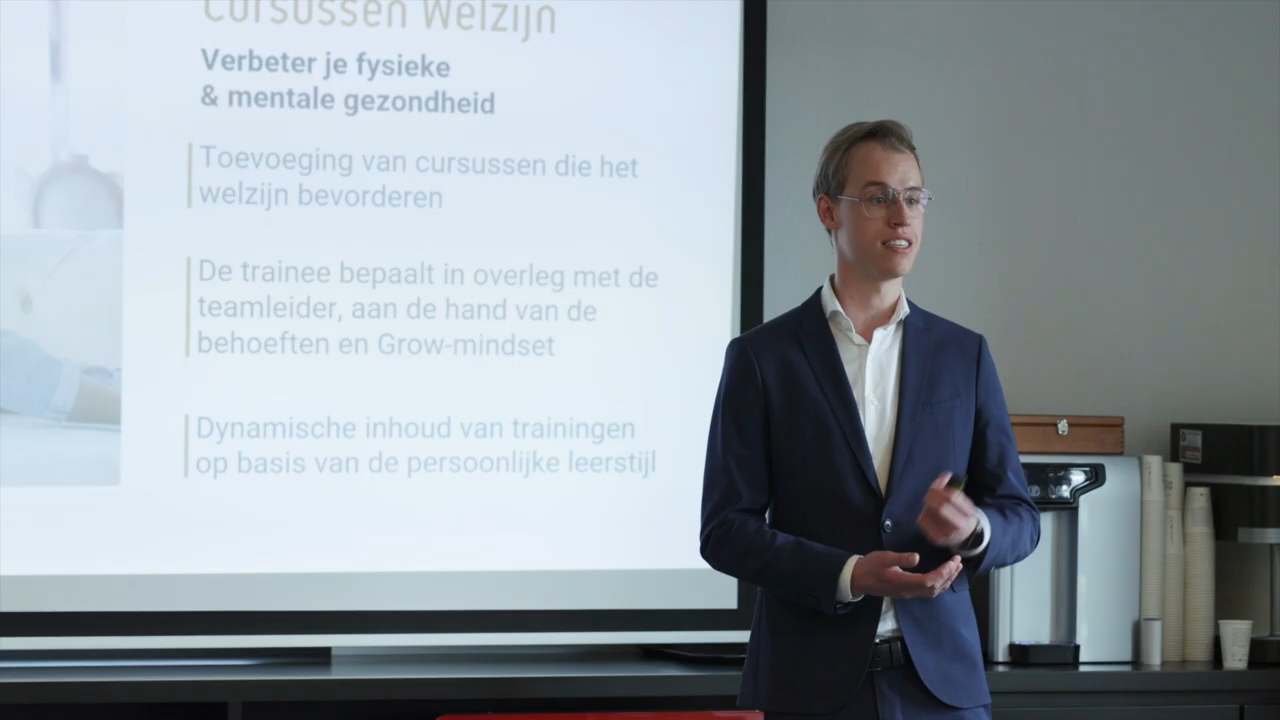 Cursussen Welzijn
Verbeter je fysieke
& mentale gezondheid
Toevoeging van cursussen die het
welzijn bevorderen
De trainee bepaalt in overleg met de
teamleider, aan de hand van de
behoeften en Grow-mindset
Dynamische inhoud van trainingen
op basis van de persoonlijke leerstijl